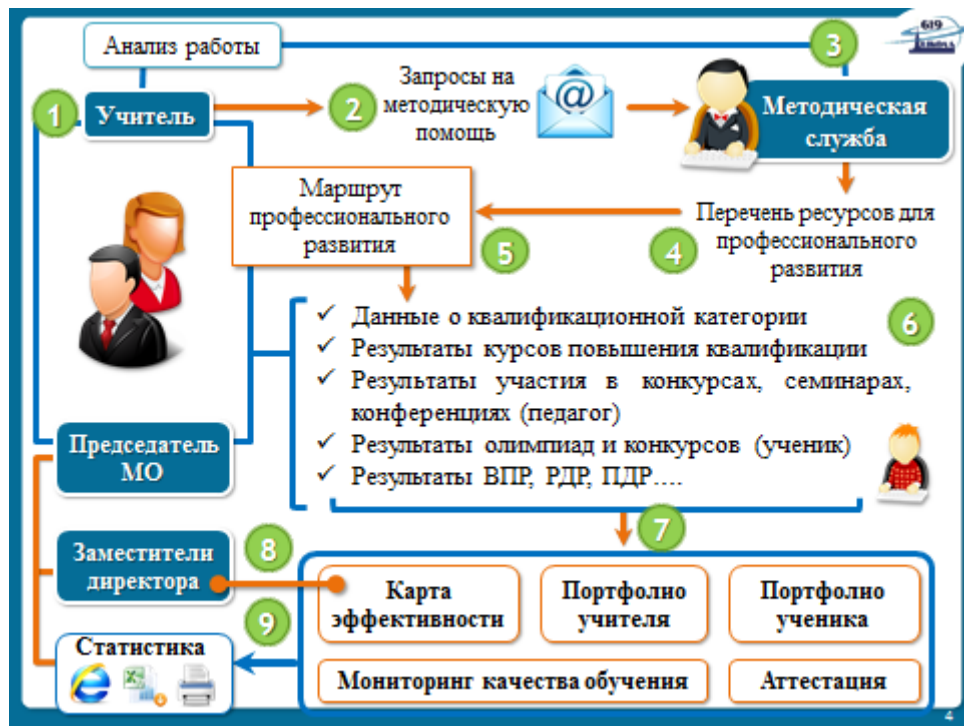 619
Анализ работы
3
1
Учитель
2
Запросы на
методическую
помощь
@
Методическая
служба
Маршрут
профессионального
развития
5
4
Перечень ресурсов для
профессионального
развития
6
✓ Данные о квалификационной категории
✓ Результаты курсов повышения квалификации
✓ Результаты участия в конкурсах, семинарах,
конференциях (педагог)
✓ Результаты олимпиад и конкурсов (ученик)
✓ Результаты ВПР, РДР, ПДР....
Председатель
МО
7
Заместители
директора
8
Карта
эффективности
Портфолио
учителя
Портфолио
ученика
9
Статистика
Мониторинг качества обучения
Аттестация
4